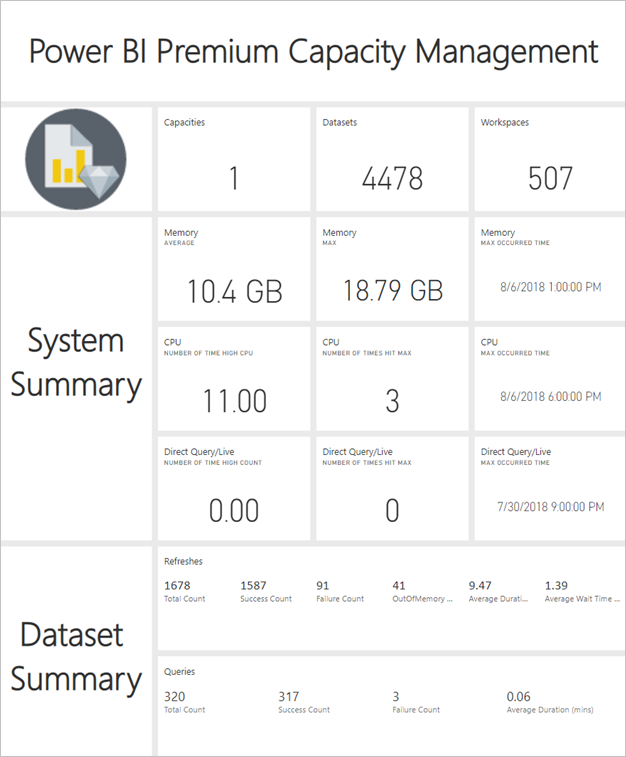 Power BI Premium Capacity Management
Capacities
1
Datasets
4478
Workspaces
507
System
Summary
Memory
AVERAGE
10.4 GB
Memory
MAX
18.79 GB
Memory
MAX OCCURRED TIME
8/6/2018 1:00:00 PM
CPU
NUMBER OF TIME HIGH CPU
11.00
CPU
NUMBER OF TIMES HIT MAX
3
CPU
MAX OCCURRED TIME
8/6/2018 6:00:00 PM
Direct Query/Live
NUMBER OF TIME HIGH COUNT
0.00
Direct Query/Live
NUMBER OF TIMES HIT MAX
0
Direct Query/Live
MAX OCCURRED TIME
7/30/2018 9:00:00 PM
Dataset
Summary
Refreshes
1678 1587 91 41 9.47 1.39
Total Count Success Count Failure Count OutOfMemory ... Average Durati... Average Wait Time ...
Queries
320 317 3 0.06
Total Count Success Count Failure Count Average Duration (mins)